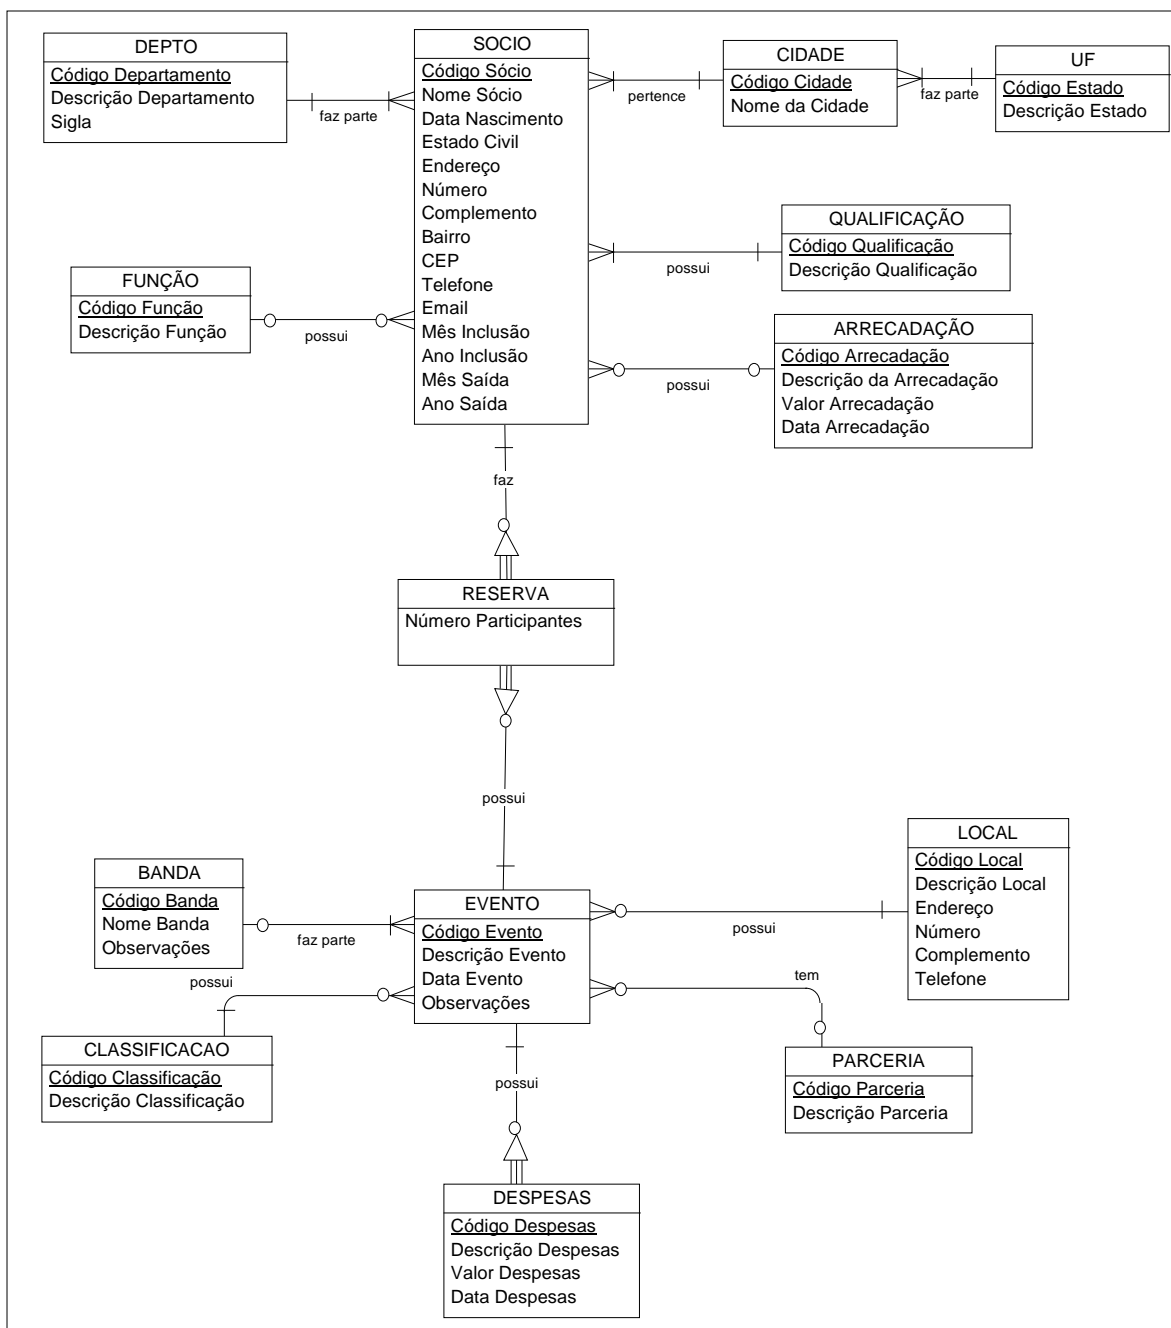 DEPTO
Código Departamento
Descrição Departamento
Sigla
faz parte
SOCIO
Código Sócio
Nome Sócio
Data Nascimento
Estado Civil
Endereço
Número
Complemento
Bairro
CEP
Telefone
Email
Mês Inclusão
Ano Inclusão
Mês Saída
Ano Saída
pertence
CIDADE
Código Cidade
Nome da Cidade
faz parte
UF
Código Estado
Descrição Estado
possui
QUALIFICAÇÃO
Código Qualificação
Descrição Qualificação
FUNÇÃO
Código Função
Descrição Função
possui
possui
ARRECADAÇÃO
Código Arrecadação
Descrição da Arrecadação
Valor Arrecadação
Data Arrecadação
faz
RESERVA
Número Participantes
possui
BANDA
Código Banda
Nome Banda
Observações
faz parte
EVENTO
Código Evento
Descrição Evento
Data Evento
Observações
possui
LOCAL
Código Local
Descrição Local
Endereço
Número
Complemento
Telefone
possui
CLASSIFICACAO
Código Classificação
Descrição Classificação
tem
PARCERIA
Código Parceria
Descrição Parceria
possui
DESPESAS
Código Despesas
Descrição Despesas
Valor Despesas
Data Despesas